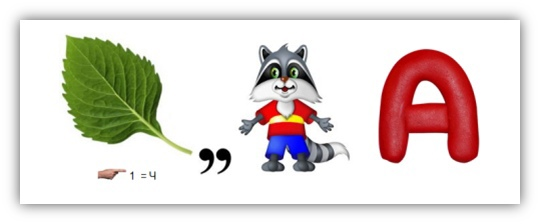 1 = Ч
,,
А